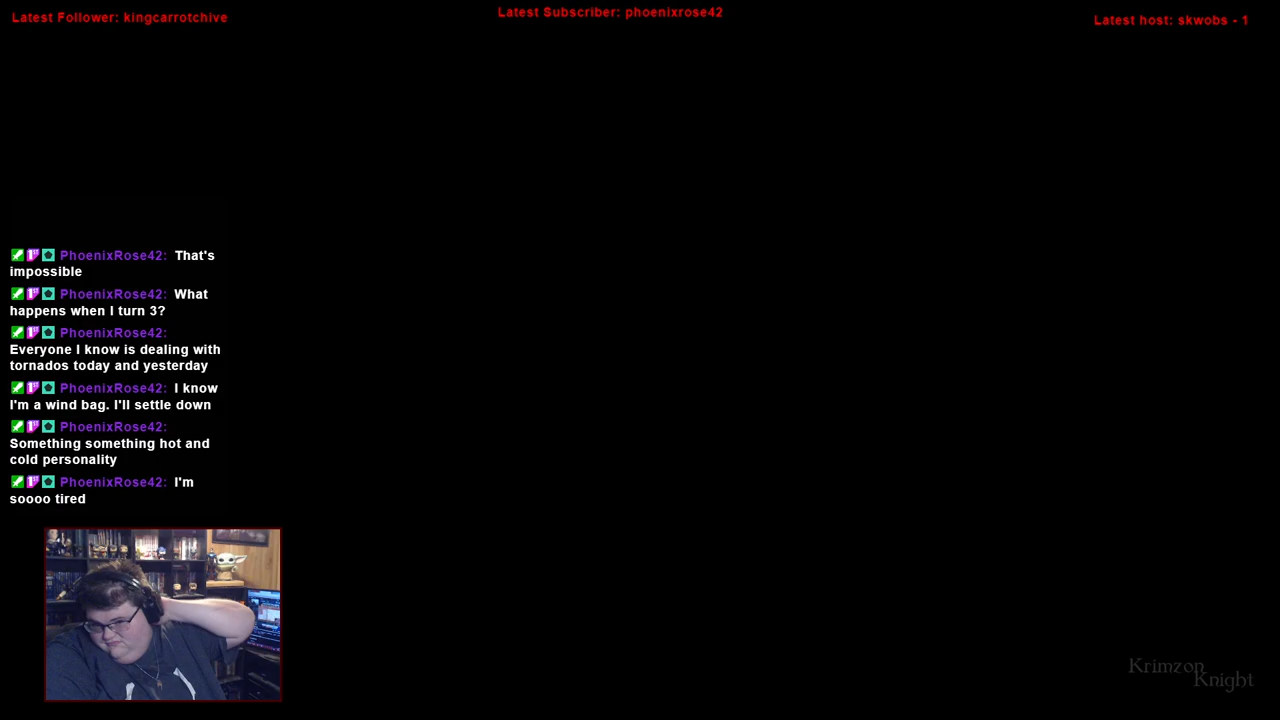 Latest Follower: kingcarrotchive
Latest Subscriber: phoenixrose42
Latest host: skwobs - 1
PhoenixRose42: That's
impossible
PhoenixRose42: What
happens when I turn 3?
PhoenixRose42:
Everyone I know is dealing with
tornados today and yesterday
PhoenixRose42: I know
I'm a wind bag. I'll settle down
PhoenixRose42:
Something something hot and
cold personality
PhoenixRose42: I'm
soooo tired
Krimzon
Knight